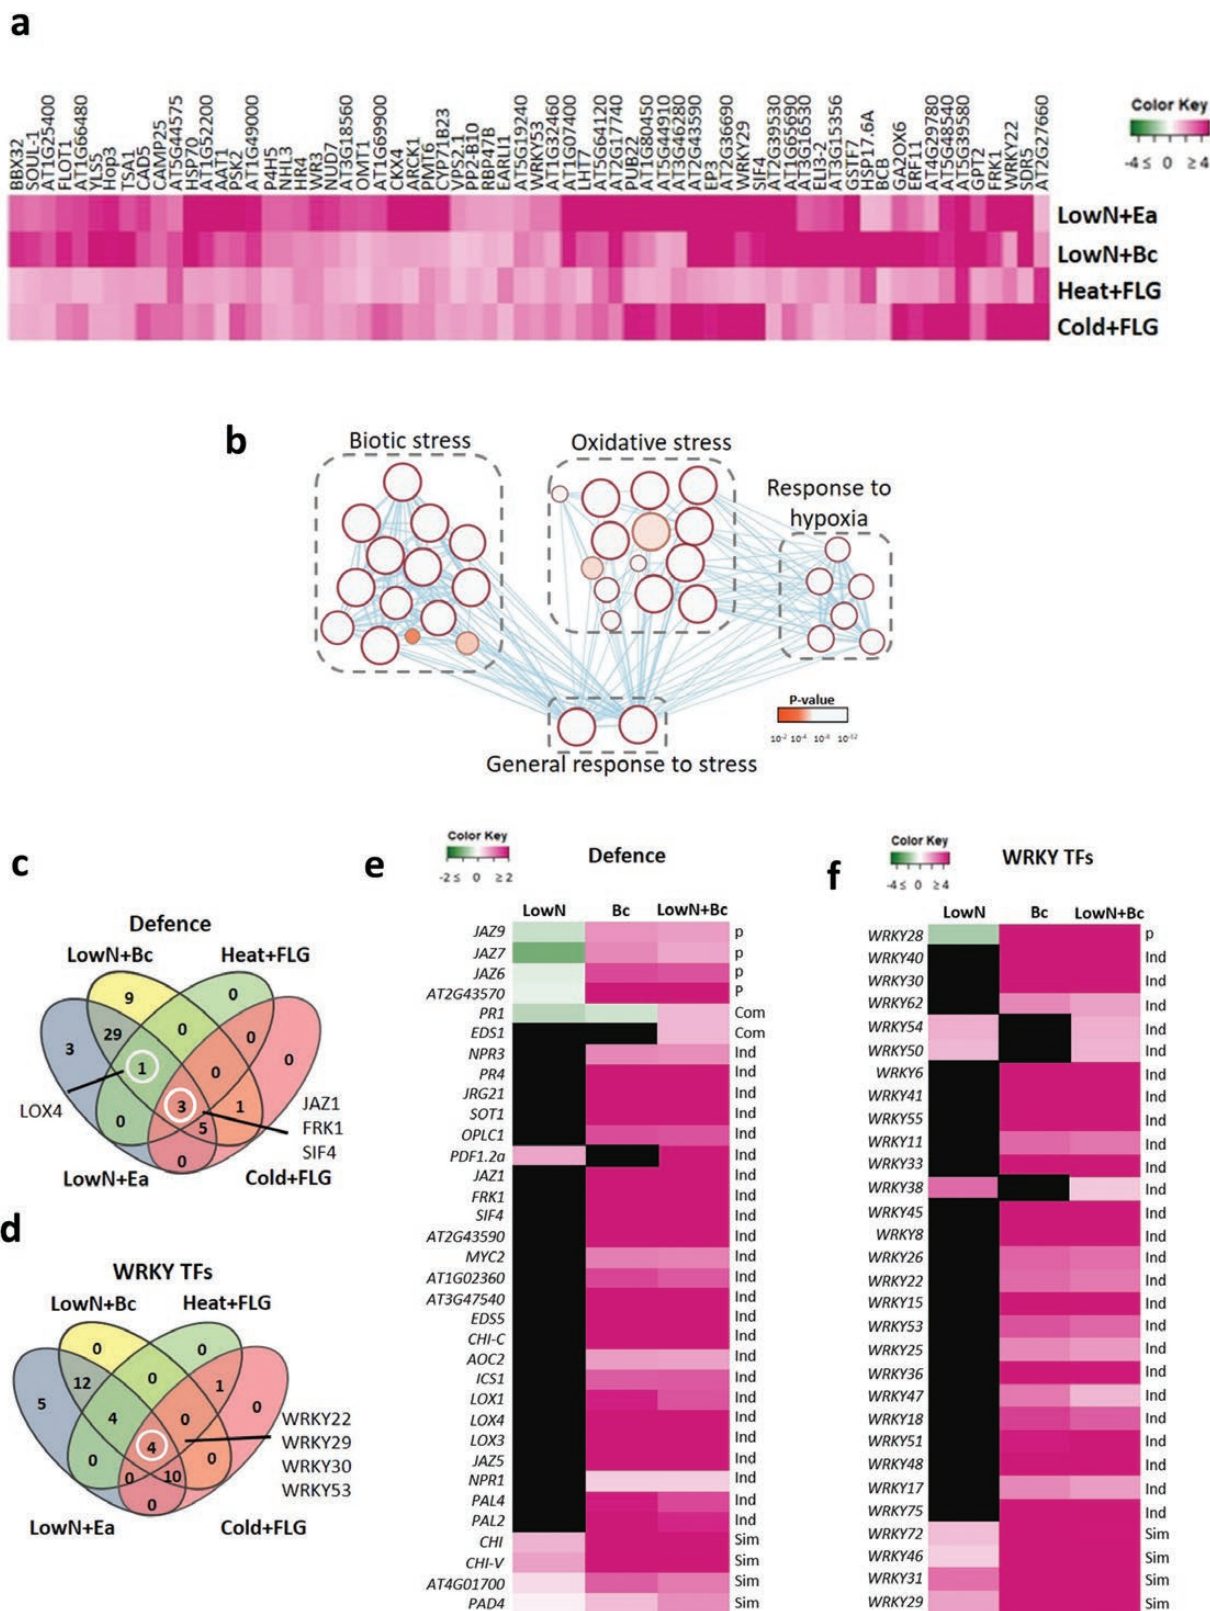 a
BBX32
SOUL-1
AT1G25400
FLOT1
AT1G66480
YLS5
Hop3
TSA1
CAD5
CAMP25
AT5G44575
HSP70
AT1G52200
AAT1
PSK2
AT1G49000
P4H5
NHL3
HR4
WR3
NUD7
AT3G18560
OMT1
AT1G69900
CKX4
ARCK1
PMT6
CYP71B23
VPS2.1
PP2-B10
RBP47B
EARLI1
AT5G19240
WRKY53
AT1G32460
AT1G07400
LHT7
AT5G64120
AT2G17740
PUB22
AT1G80450
AT5G44910
AT3G46280
AT2G43590
EP3
AT2G36690
WRKY29
SIF4
AT2G39530
AT1G65690
AT3G16530
ELI3-2
AT3G15356
GSTF7
HSP17.6A
BCB
GA2OX6
ERF11
AT4G29780
AT5G48540
AT5G39580
GPT2
FRK1
WRKY22
SDR5
AT2G27660
Color Key
-4 ≤ 0 ≥ 4
LowN+Ea
LowN+Bc
Heat+FLG
Cold+FLG
b
Biotic stress
Oxidative stress
Response to
hypoxia
P-value
10-2 10-4 10-8 10-12
General response to stress
c
Defence
LowN+Bc Heat+FLG
9 0
3 29 0 0 0
1 0
LOX4
3 1
0 5
0
JAZ1
FRK1
SIF4
LowN+Ea Cold+FLG
d
WRKY TFs
LowN+Bc Heat+FLG
0 0
5 12 0 1 0
4 0
4
0 0 10 0
0
WRKY22
WRKY29
WRKY30
WRKY53
LowN+Ea Cold+FLG
e
Color Key
-2 ≤ 0 ≥ 2
Defence
LowN Bc LowN+Bc
JAZ9 p
JAZ7 p
JAZ6 p
AT2G43570 P
PR1 Com
EDS1 Com
NPR3 Ind
PR4 Ind
JRG21 Ind
SOT1 Ind
OPLC1 Ind
PDF1.2a Ind
JAZ1 Ind
FRK1 Ind
SIF4 Ind
AT2G43590 Ind
MYC2 Ind
AT1G02360 Ind
AT3G47540 Ind
EDS5 Ind
CHI-C Ind
AOC2 Ind
ICS1 Ind
LOX1 Ind
LOX4 Ind
LOX3 Ind
JAZ5 Ind
NPR1 Ind
PAL4 Ind
PAL2 Ind
CHI Sim
CHI-V Sim
AT4G01700 Sim
PAD4 Sim
f
Color Key
-4 ≤ 0 ≥4
WRKY TFs
LowN Bc LowN+Bc
WRKY28 p
WRKY40 Ind
WRKY30 Ind
WRKY62 Ind
WRKY54 Ind
WRKY50 Ind
WRKY6 Ind
WRKY41 Ind
WRKY55 Ind
WRKY11 Ind
WRKY33 Ind
WRKY38 Ind
WRKY45 Ind
WRKY8 Ind
WRKY26 Ind
WRKY22 Ind
WRKY15 Ind
WRKY53 Ind
WRKY25 Ind
WRKY36 Ind
WRKY47 Ind
WRKY18 Ind
WRKY51 Ind
WRKY48 Ind
WRKY17 Ind
WRKY75 Ind
WRKY72 Sim
WRKY46 Sim
WRKY31 Sim
WRKY29 Sim